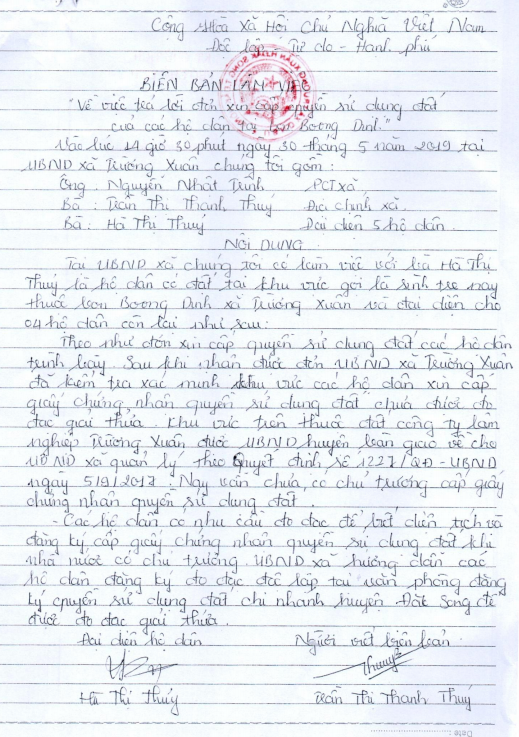 Cộng Hòa Xã Hội Chủ Nghĩa Việt Nam
Độc lập - Tự do - Hạnh phú
BIÊN BẢN LÀM VIỆ
"Về việc trả lời đơn xin cấp quyền sử dụng đất
của các hộ dân tại Boong Dinh."
Vào lúc 14 giờ 30 phút ngày 30 tháng 5 năm 2019 tại
UBND xã Trường Xuân chúng tôi gồm:
Ông: Nguyễn Nhất Trình PCT xã
Bà: Trần Thị Thanh Thuý Địa chính xã.
Bà: Hà Thị Thuý Đại diện 5 hộ dân.
NỘI DUNG
Tại UBND xã chúng tôi có làm việc với bà Hà Thị
Thuý là hộ dân có đất tại khu vực gọi là sình tre nay
thuộc bon Boong Dinh xã Trường Xuân và đại diện cho
04 hộ dân còn lại như sau:
Theo như đơn xin cấp quyền sử dụng đất các hộ dân
trình bày. Sau khi nhận được đơn UBND xã Trường Xuân
đã kiểm tra xác minh khu vực các hộ dân xin cấp
giấy chứng nhận quyền sử dụng đất chưa được đo
đạc giải thửa. Khu vực trên thuộc đất công ty lâm
nghiệp Trường Xuân được UBND huyện bàn giao về cho
UBND xã quản lý theo Quyết định số 1227/QĐ-UBND
ngày 5/9/2017. Nay vẫn chưa có chủ trương cấp giấy
chứng nhận quyền sử dụng đất.
- Các hộ dân có nhu cầu đo đạc để biết diện tích và
đăng ký cấp giấy chứng nhận quyền sử dụng đất khi
nhà nước có chủ trương. UBND xã hướng dẫn các
hộ dân đăng ký đo đạc độc lập tại văn phòng đăng
ký quyền sử dụng đất chi nhánh huyện Đắk Song để
được đo đạc giải thửa.
Đại diện hộ dân Người viết biên bản
Hà Thị Thuý Trần Thị Thanh Thuý
Date